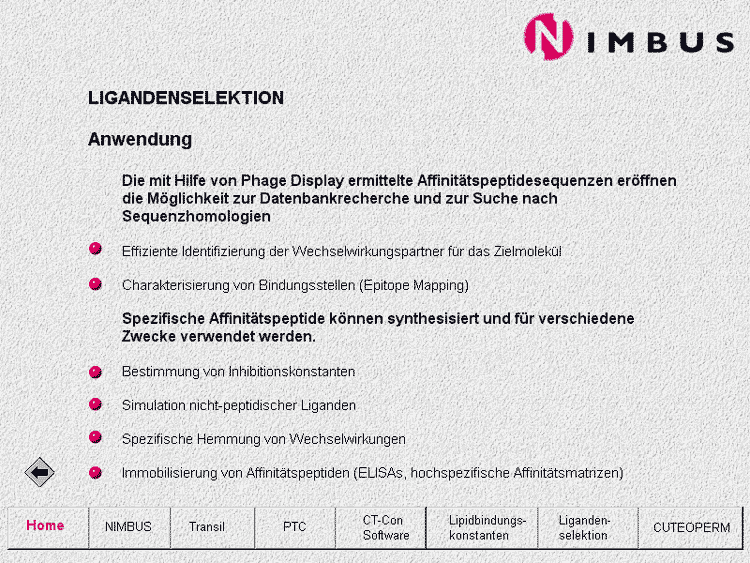 NIMBUS
LIGANDENSELEKTION
Anwendung
Die mit Hilfe von Phage Display ermittelte Affinitätspeptidesequenzen eröffnen
die Möglichkeit zur Datenbankrecherche und zur Suche nach
Sequenzhomologien
Effiziente Identifizierung der Wechselwirkungspartner für das Zielmolekül
Charakterisierung von Bindungsstellen (Epitope Mapping)
Spezifische Affinitätspeptide können synthesisiert und für verschiedene
Zwecke verwendet werden.
Bestimmung von Inhibitionskonstanten
Simulation nicht-peptidischer Liganden
Spezifische Hemmung von Wechselwirkungen
Immobilisierung von Affinitätspeptiden (ELISAs, hochspezifische Affinitätsmatrizen)
Home
NIMBUS
Transil
PTC
CT-Con
Software
Lipidbindungs-
konstanten
Liganden-
selektion
CUTEOPERM